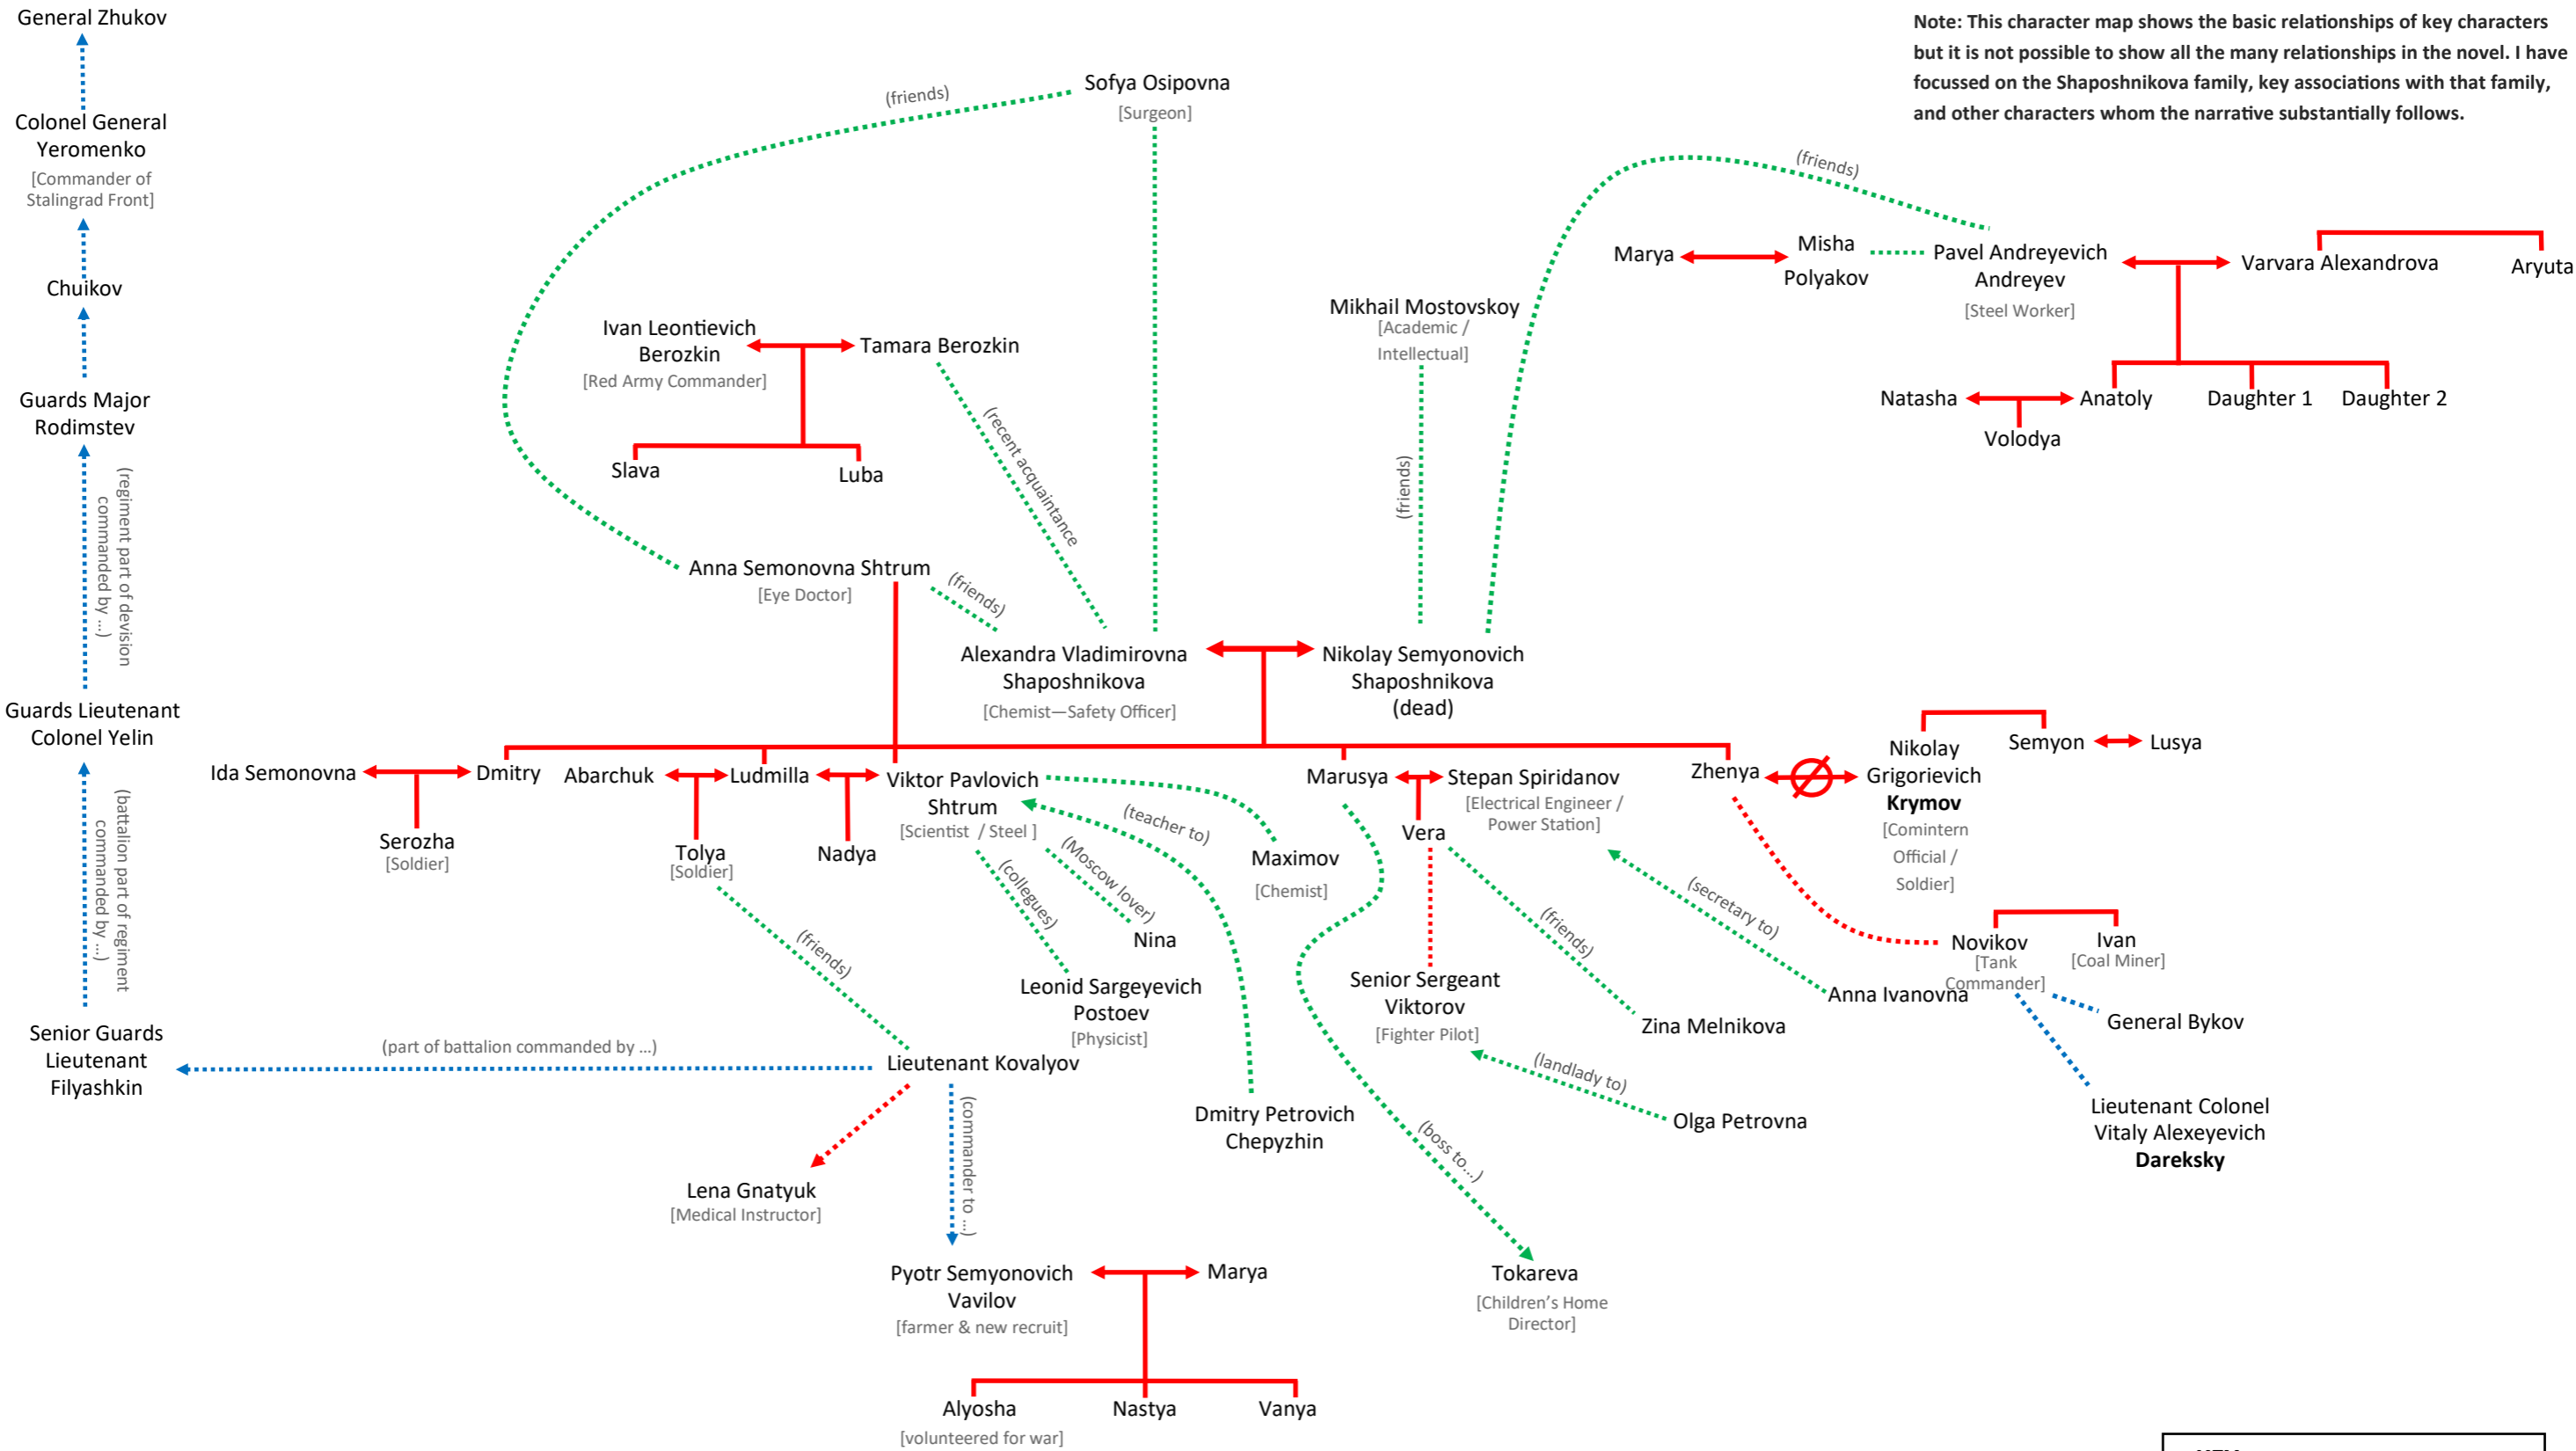 General Zhukov
Colonel General
Yeromenko
[Commander of
Stalingrad Front]
Chuikov
Guards Major
Rodimstev
(regiment part of devision
commanded by ...)
Guards Lieutenant
Colonel Yelin
(battalion part of regiment
commanded by ...)
Senior Guards
Lieutenant
Filyashkin
(part of battalion commanded by ...)
Note: This character map shows the basic relationships of key characters
but it is not possible to show all the many relationships in the novel. I have
focussed on the Shaposhnikova family, key associations with that family,
and other characters whom the narrative substantially follows.
Sofya Osipovna
[Surgeon]
(friends)
(friends)
Marya
Misha
Polyakov
Pavel Andreyevich
Andreyev
[Steel Worker]
Varvara Alexandrova
Aryuta
Natasha
Anatoly
Daughter 1
Daughter 2
Volodya
Mikhail Mostovskoy
[Academic /
Intellectual]
(friends)
Ivan Leontievich
Berozkin
[Red Army Commander]
Tamara Berozkin
(recent acquaintance
Slava
Luba
Anna Semonovna Shtrum
[Eye Doctor]
(friends)
Alexandra Vladimirovna
Shaposhnikova
[Chemist—Safety Officer]
Nikolay Semyonovich
Shaposhnikova
(dead)
Ida Semonovna
Dmitry
Serozha
[Soldier]
Abarchuk
Ludmilla
Tolya
[Soldier]
Nadya
Viktor Pavlovich
Shtrum
[Scientist / Steel ]
(teacher to)
(Moscow lover)
(collegues)
Maximov
[Chemist]
Nina
Leonid Sargeyevich
Postoev
[Physicist]
Dmitry Petrovich
Chepyzhin
Marusya
Stepan Spiridanov
[Electrical Engineer /
Power Station]
Vera
(friends)
(secretary to)
Senior Sergeant
Viktorov
[Fighter Pilot]
Zina Melnikova
(landlady to)
Olga Petrovna
Anna Ivanovna
(boss to...)
Tokareva
[Children’s Home
Director]
Zhenya
Nikolay
Grigorievich
Krymov
[Comintern
Official /
Soldier]
Semyon
Lusya
Novikov
[Tank
Commander]
Ivan
[Coal Miner]
General Bykov
Lieutenant Colonel
Vitaly Alexeyevich
Dareksky
(friends)
Lieutenant Kovalyov
(commander to ...)
Lena Gnatyuk
[Medical Instructor]
Pyotr Semyonovich
Vavilov
[farmer & new recruit]
Marya
Alyosha
[volunteered for war]
Nastya
Vanya